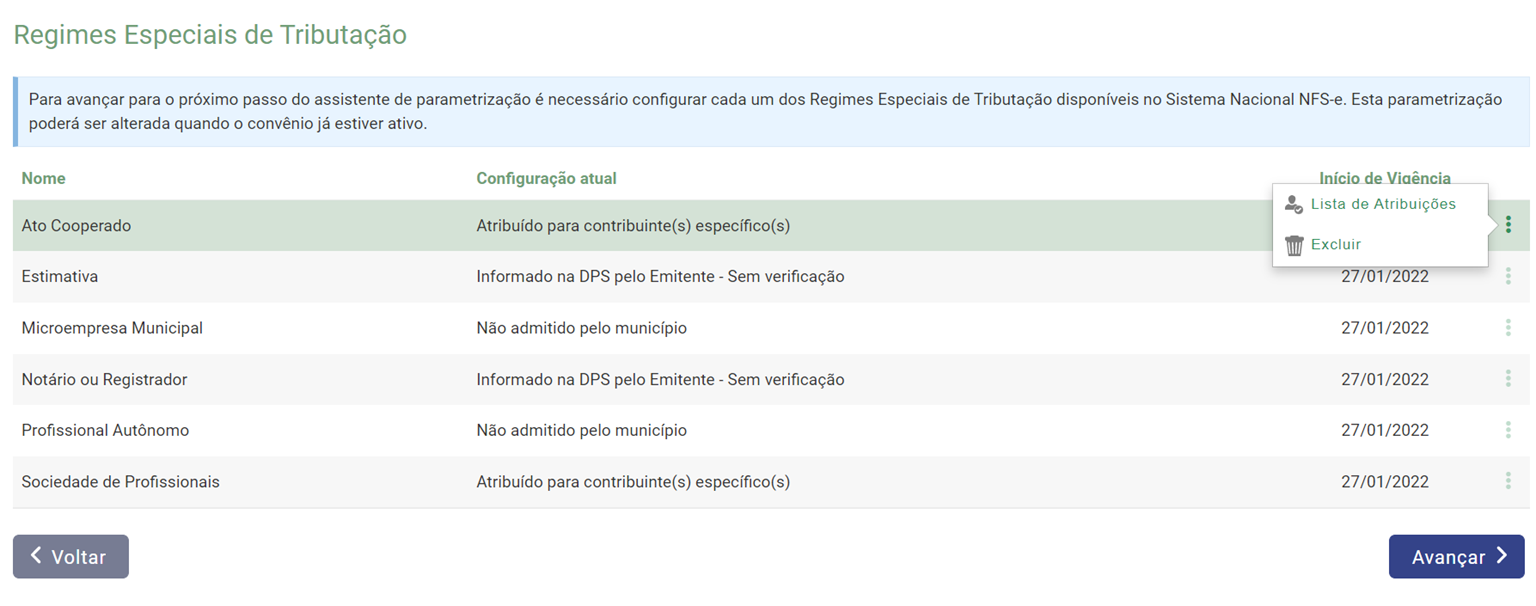 Regimes Especiais de Tributação
Para avançar para o próximo passo do assistente de parametrização é necessário configurar cada um dos Regimes Especiais de Tributação disponíveis no Sistema Nacional NFS-e. Esta parametrização
poderá ser alterada quando o convênio já estiver ativo.
Nome Configuração atual Início de Vigência
Lista de Atribuições
Ato Cooperado Atribuído para contribuinte(s) específico(s)
Excluir
Estimativa Informado na DPS pelo Emitente - Sem verificação 27/01/2022
Microempresa Municipal Não admitido pelo município 27/01/2022
Notário ou Registrador Informado na DPS pelo Emitente - Sem verificação 27/01/2022
Profissional Autônomo Não admitido pelo município 27/01/2022
Sociedade de Profissionais Atribuído para contribuinte(s) específico(s) 27/01/2022
Voltar Avançar